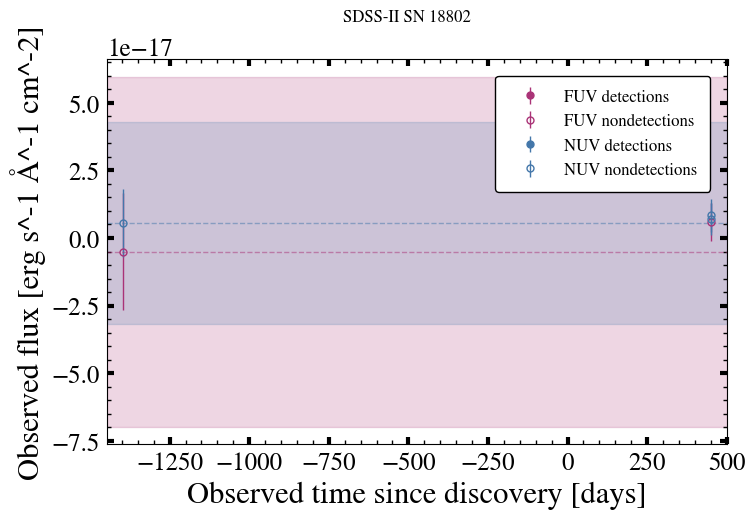 SDSS-II SN 18802
1e−17
Observed flux [erg s^-1 Å^-1 cm^-2]
5.0
2.5
0.0
−2.5
−5.0
−7.5
FUV detections
FUV nondetections
NUV detections
NUV nondetections
−1250 −1000 −750 −500 −250 0 250 500
Observed time since discovery [days]